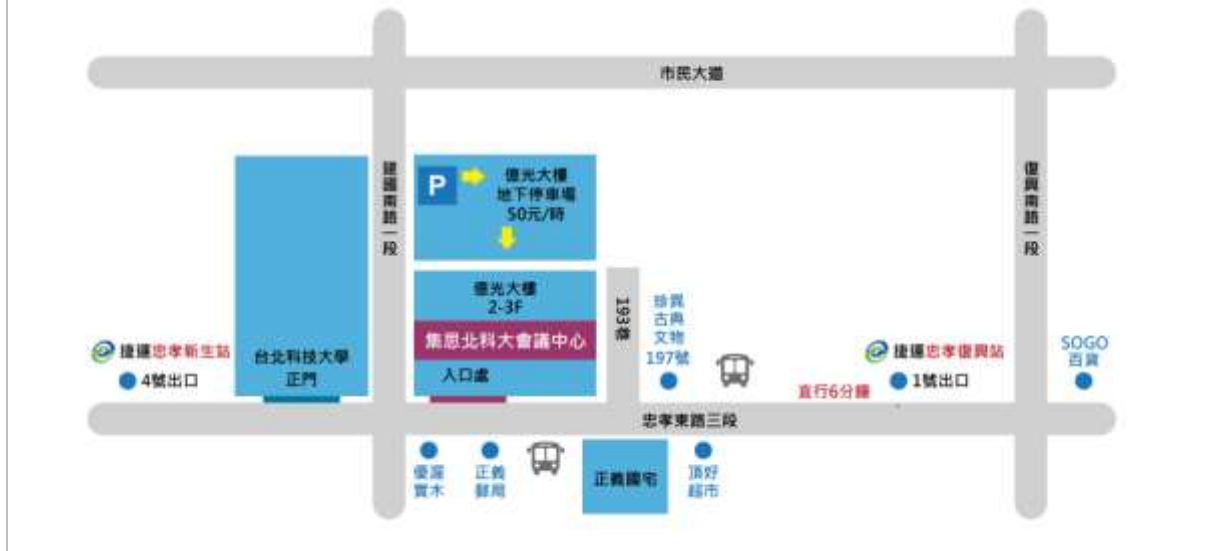 市民大道
建國南路一段
復興南路一段
P
億光大樓
地下停車場
50元/時
億光大樓
2-3F
集思北科大會議中心
入口處
193巷
珍異
古典
文物
197號
捷運忠孝新生站
4號出口
台北科技大學
正門
捷運忠孝復興站
1號出口
直行6分鐘
SOGO
百貨
忠孝東路三段
優渥
實木
正義
郵局
正義國宅
頂好
超市